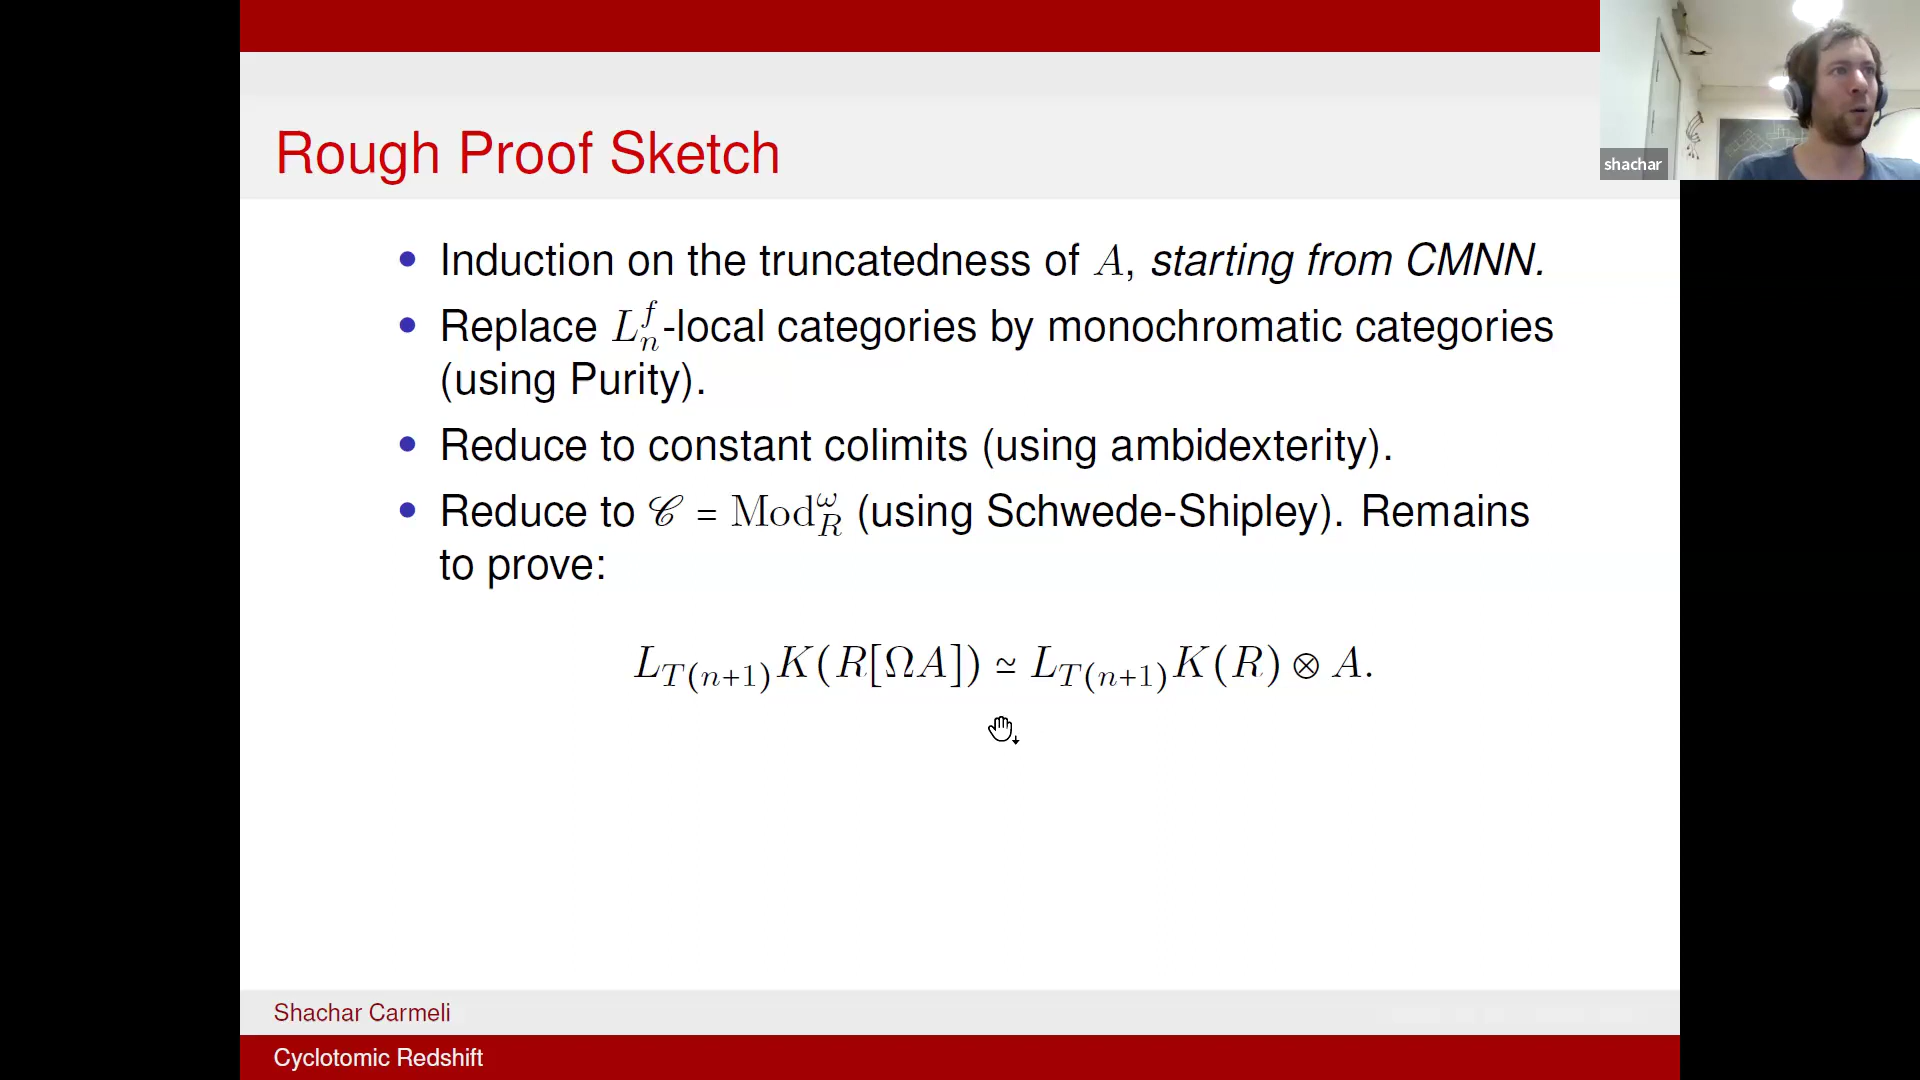 Rough Proof Sketch
shachar
• Induction on the truncatedness of A, starting from CMNN.
• Replace L_n^f-local categories by monochromatic categories
(using Purity).
• Reduce to constant colimits (using ambidexterity).
• Reduce to 𝒞 = Mod_R^ω (using Schwede-Shipley). Remains
to prove:
L_{T(n+1)}K(R[ΩA]) ≃ L_{T(n+1)}K(R) ⊗ A.
Shachar Carmeli
Cyclotomic Redshift